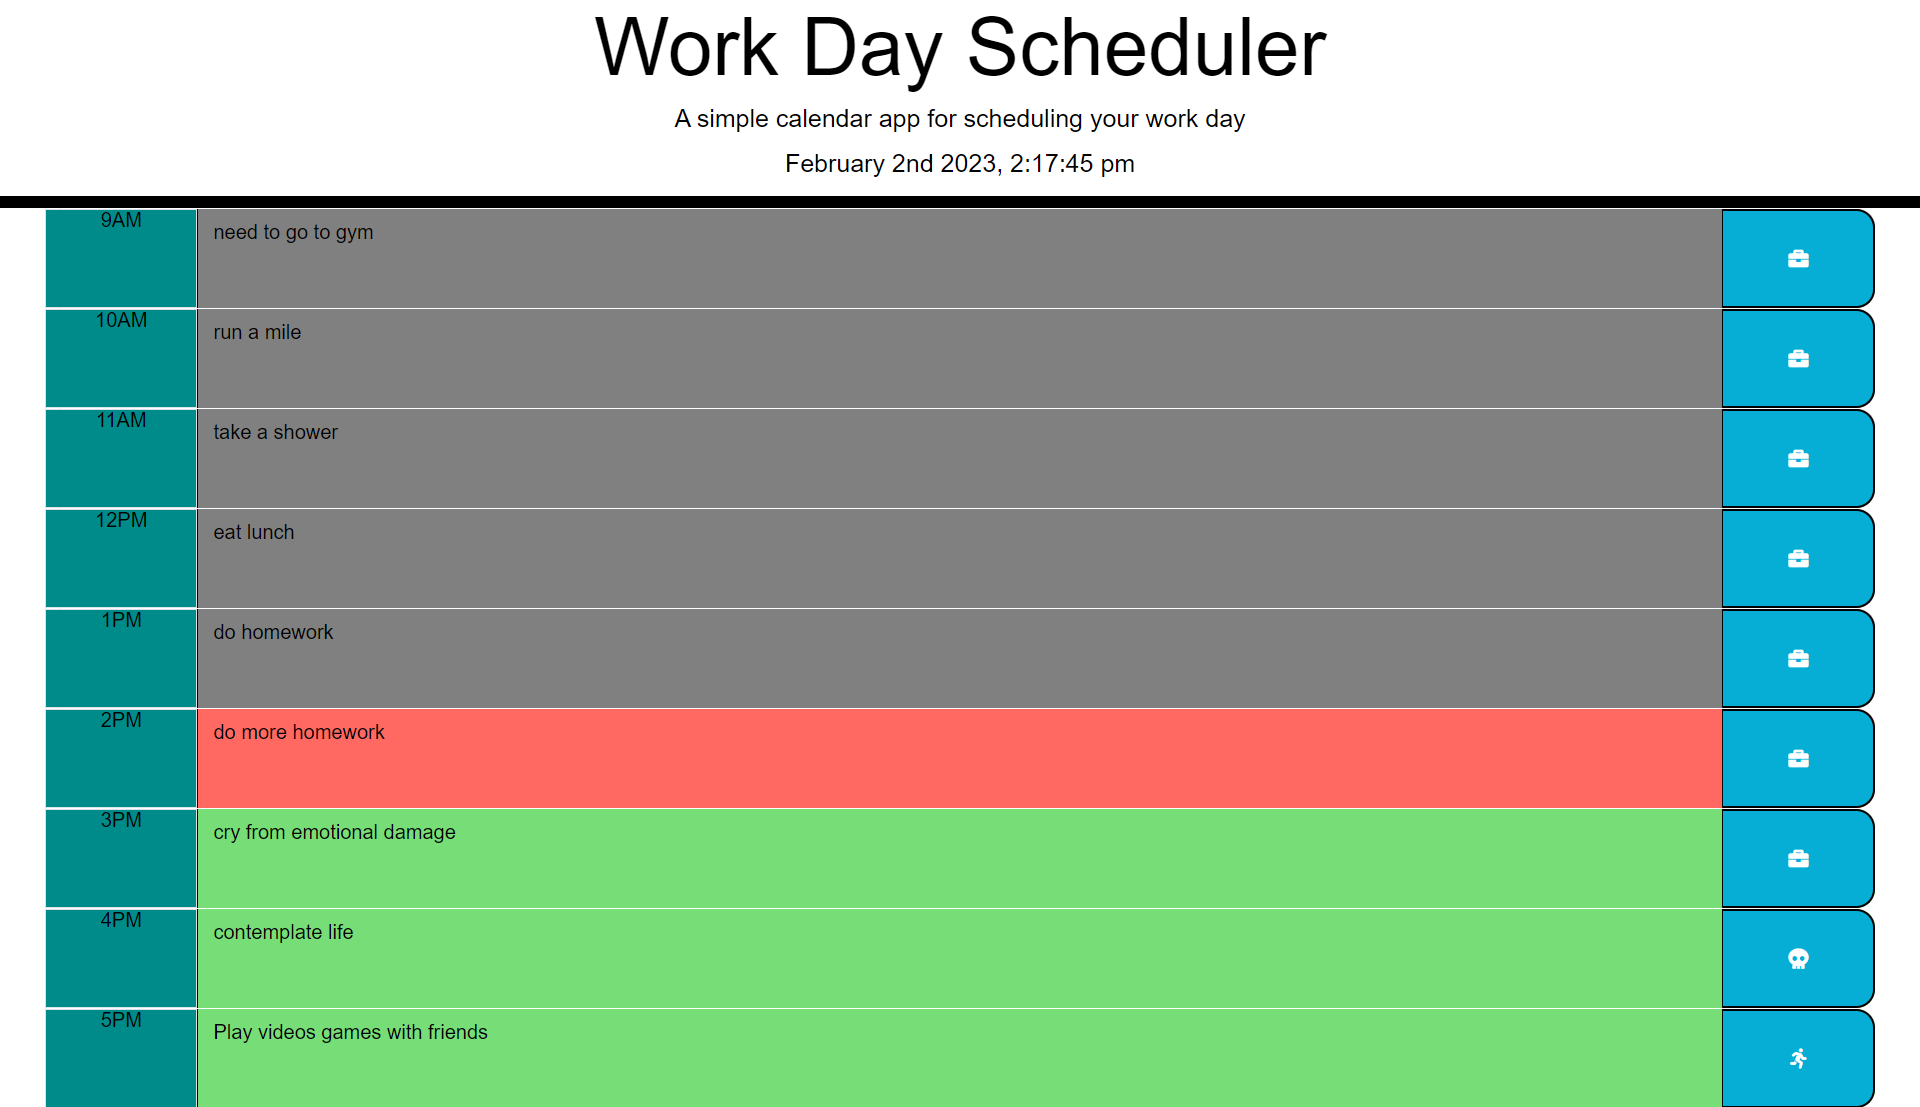 Work Day Scheduler
A simple calendar app for scheduling your work day
February 2nd 2023, 2:17:45 pm
9AM
need to go to gym
10AM
run a mile
11AM
take a shower
12PM
eat lunch
1PM
do homework
2PM
do more homework
3PM
cry from emotional damage
4PM
contemplate life
5PM
Play videos games with friends